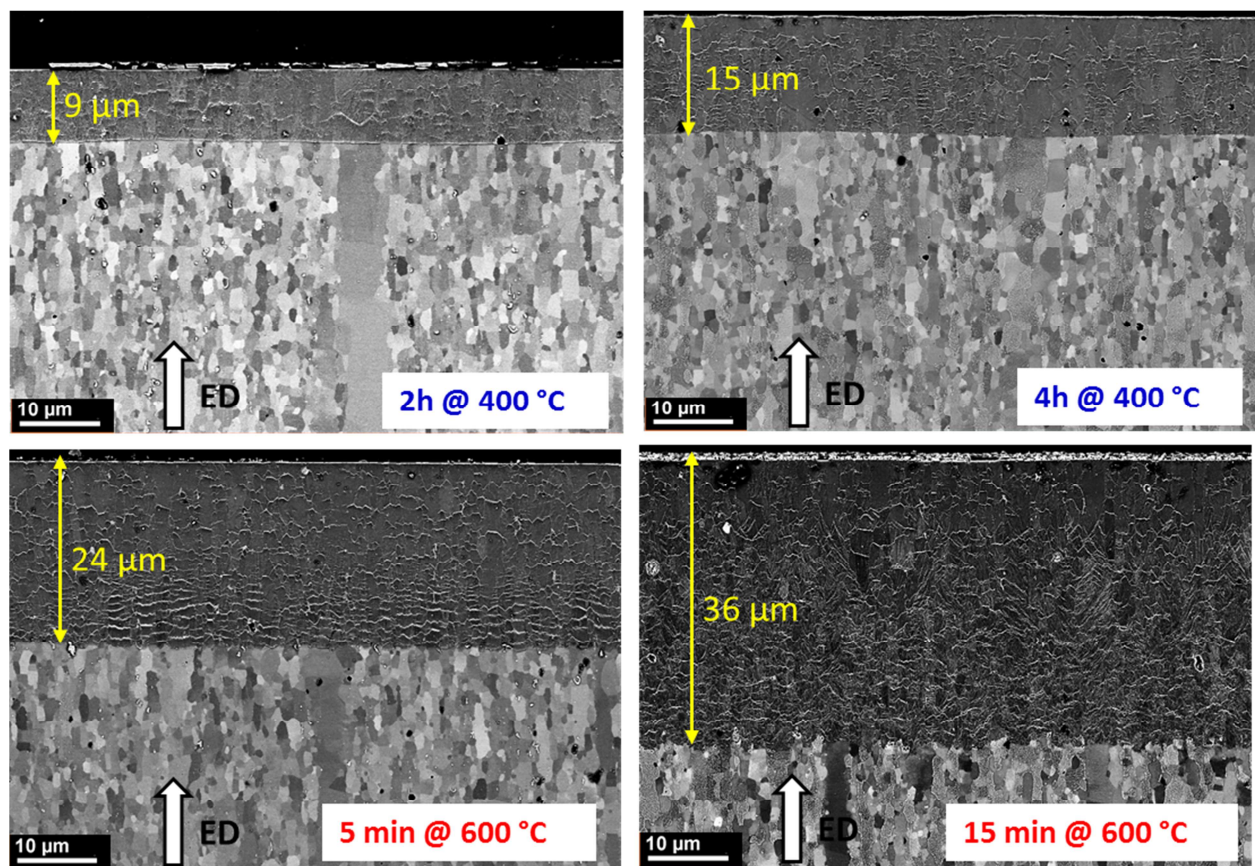 9 µm
ED
10 µm
2h @ 400 °C
15 µm
ED
10 µm
4h @ 400 °C
24 µm
ED
10 µm
5 min @ 600 °C
36 µm
ED
10 µm
15 min @ 600 °C